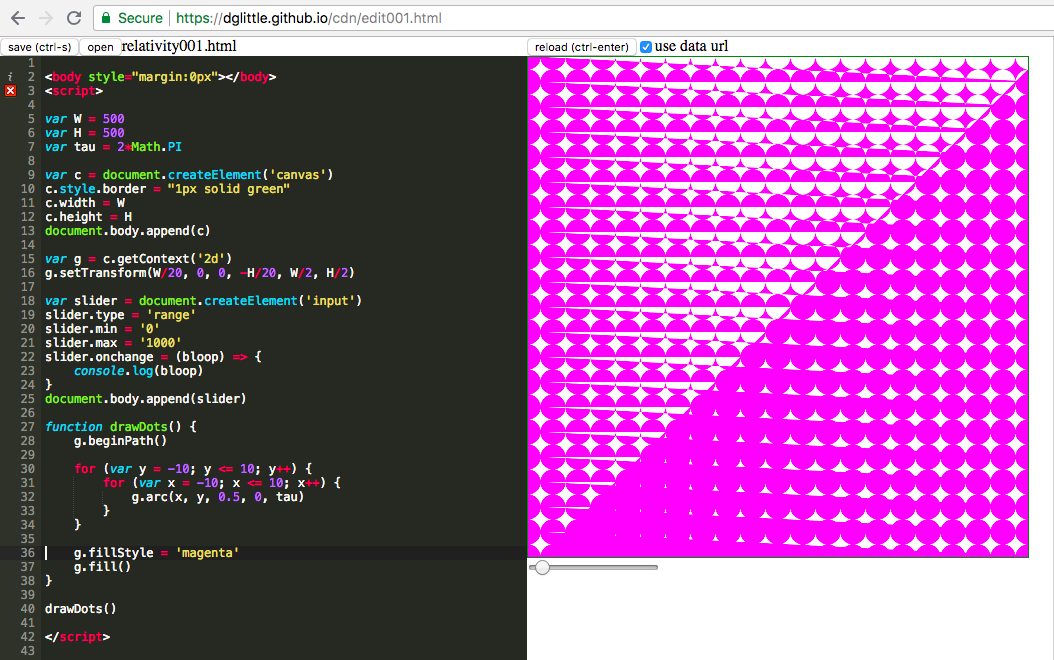 Secure https://dglittle.github.io/cdn/edit001.html
save (ctrl-s) open relativity001.html reload (ctrl-enter) use data url
1
2 <body style="margin:0px"></body>
3 <script>
4
5 var W = 500
6 var H = 500
7 var tau = 2*Math.PI
8
9 var c = document.createElement('canvas')
10 c.style.border = "1px solid green"
11 c.width = W
12 c.height = H
13 document.body.append(c)
14
15 var g = c.getContext('2d')
16 g.setTransform(W/20, 0, 0, -H/20, W/2, H/2)
17
18 var slider = document.createElement('input')
19 slider.type = 'range'
20 slider.min = '0'
21 slider.max = '1000'
22 slider.onchange = (bloop) => {
23     console.log(bloop)
24 }
25 document.body.append(slider)
26
27 function drawDots() {
28     g.beginPath()
29
30     for (var y = -10; y <= 10; y++) {
31         for (var x = -10; x <= 10; x++) {
32             g.arc(x, y, 0.5, 0, tau)
33         }
34     }
35
36     g.fillStyle = 'magenta'
37     g.fill()
38 }
39
40 drawDots()
41
42 </script>
43